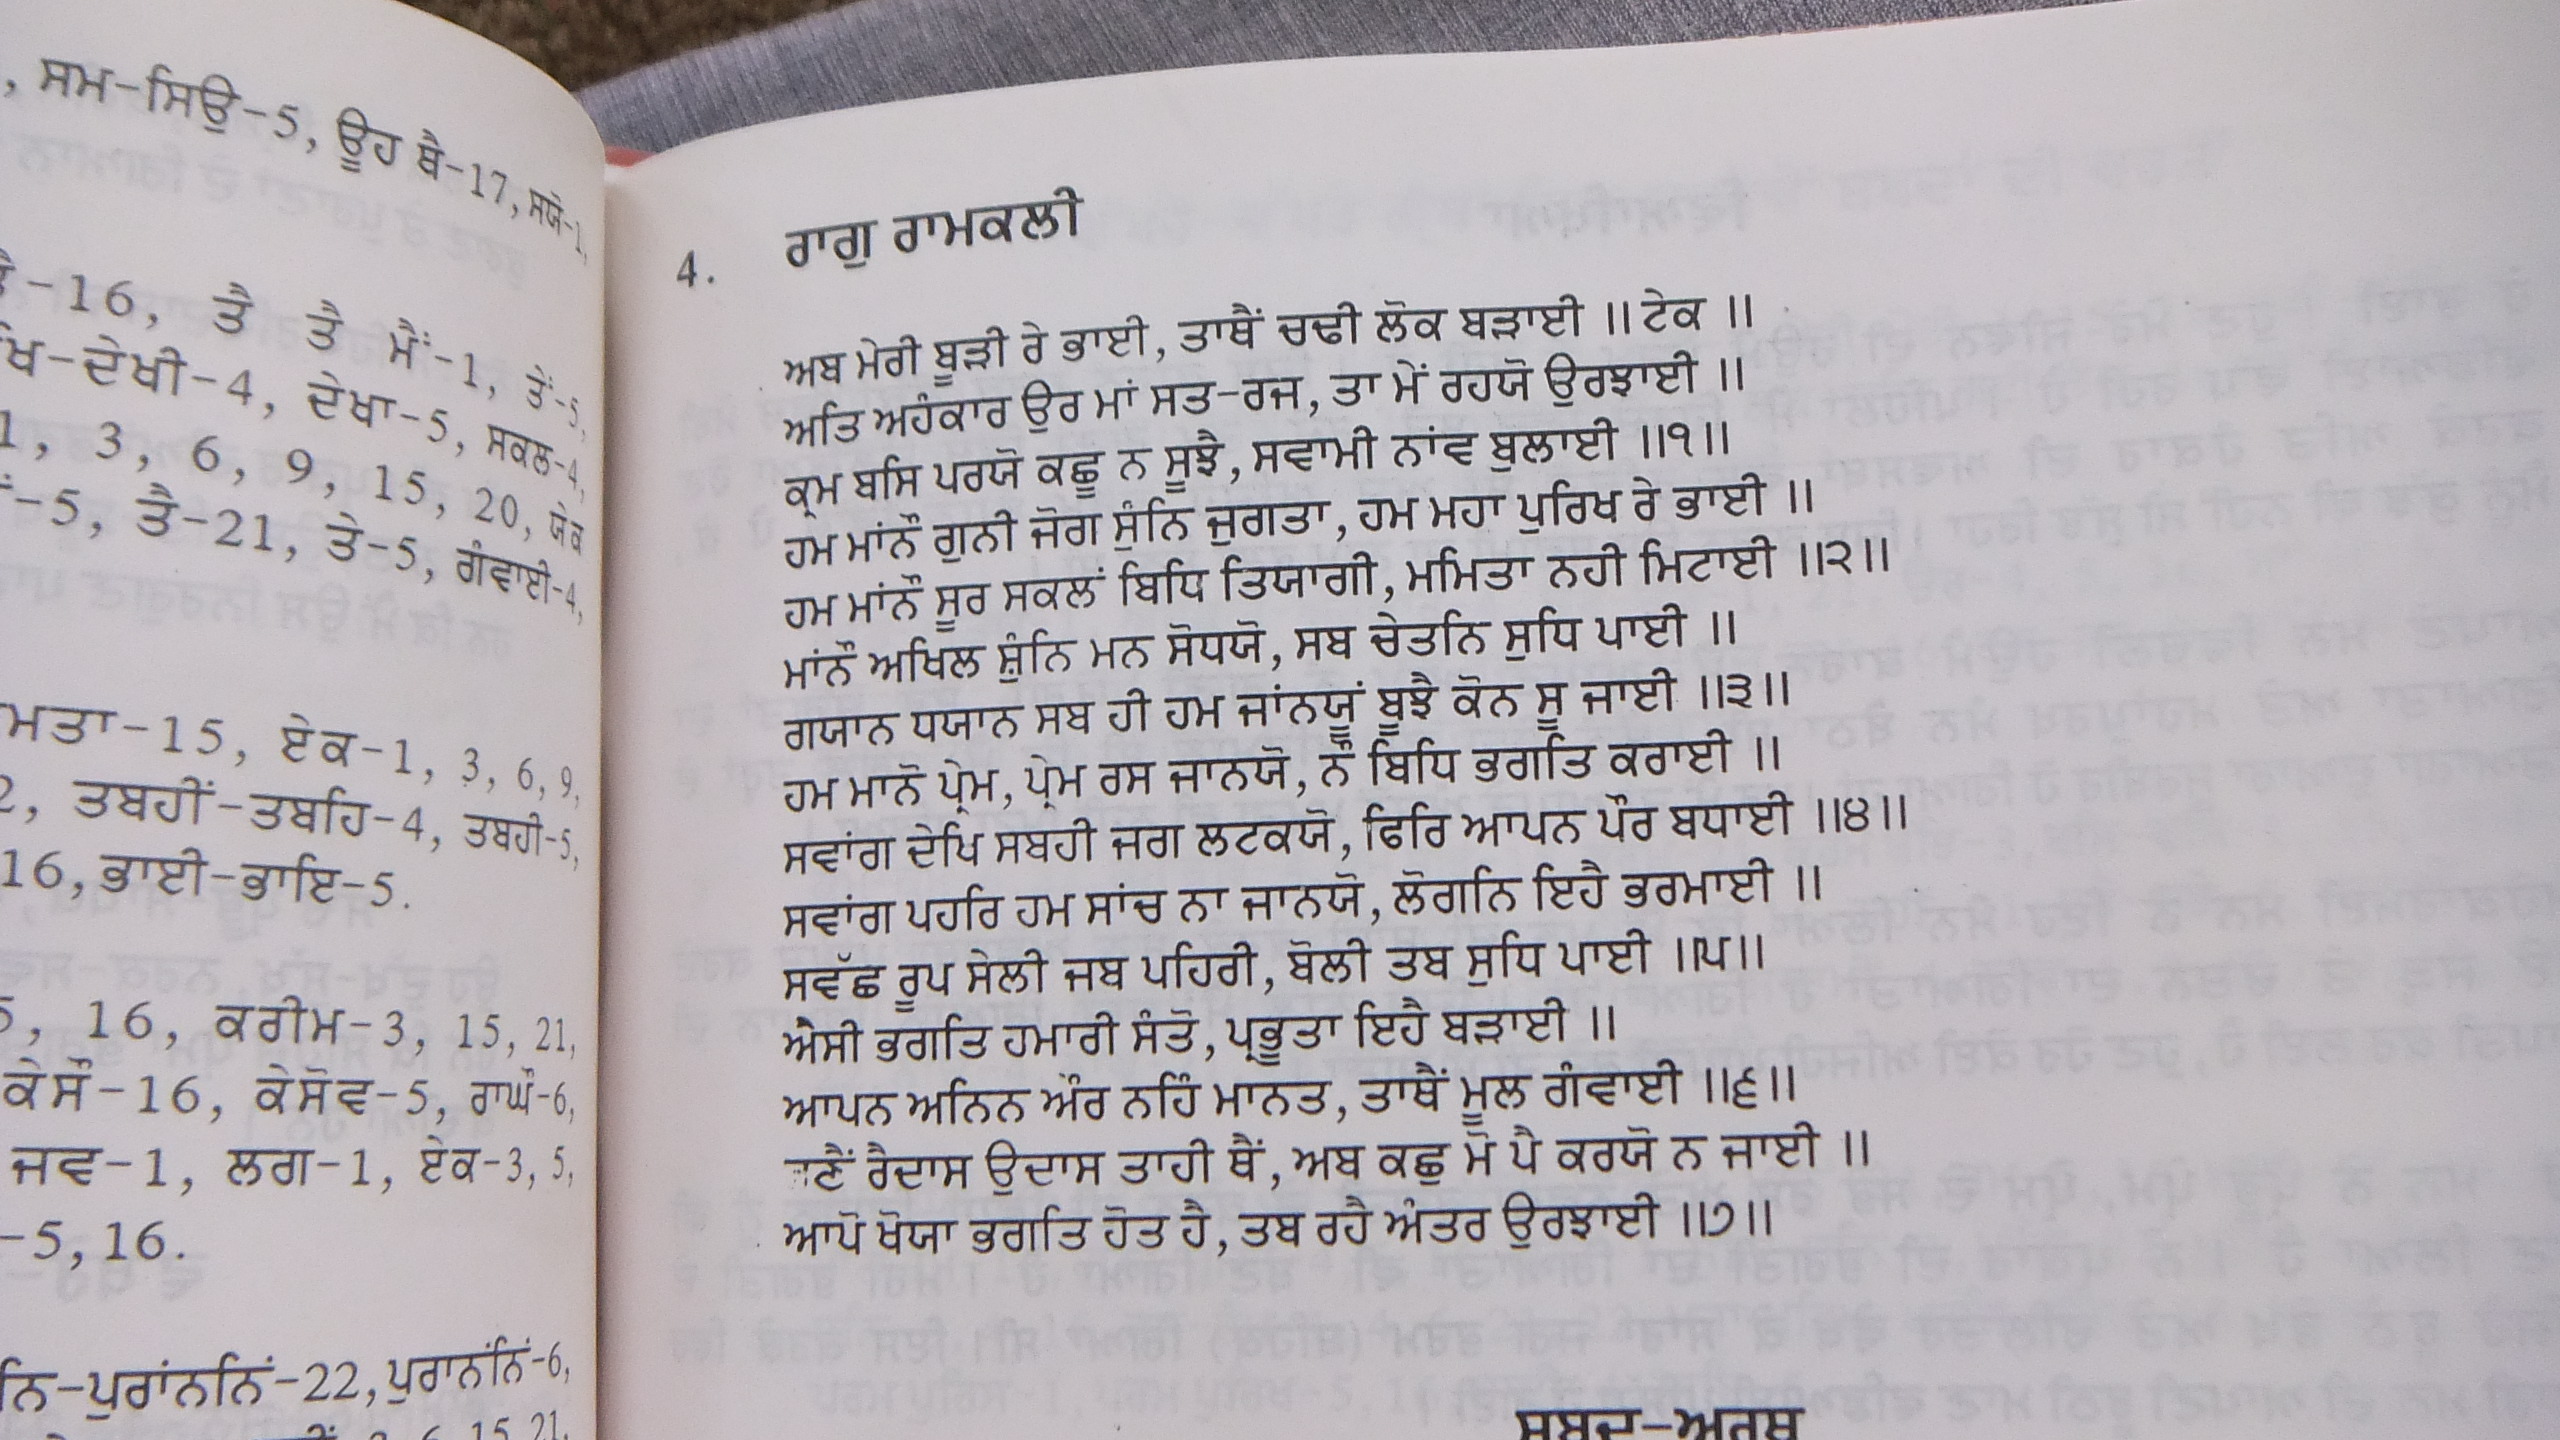 , ਸਮ-ਸਿਉ-5, ਊਹ ਥੈ-17, ਸਯੋ-1,
-16, ਤੈ ਤੈ ਮੈਂ-1, ਤੇਂ-5,
ਖ-ਦੇਖੀ-4, ਦੇਖਾ-5, ਸਕਲ-4,
1, 3, 6, 9, 15, 20, ਯੇਕ
-5, ਤੈ-21, ਤੇ-5, ਗੰਵਾਈ-4,
ਮਤਾ-15, ਏਕ-1, 3, 6, 9,
2, ਤਬਹੀਂ-ਤਬਹਿ-4, ਤਬਹੀ-5,
16, ਭਾਈ-ਭਾਇ-5.
5, 16, ਕਰੀਮ-3, 15, 21,
ਕੇਸੌ-16, ਕੇਸੋਵ-5, ਰਾਘੌ-6,
ਜਵ-1, ਲਗ-1, ਏਕ-3, 5,
-5, 16.
ਨਿ-ਪੁਰਾਂਨਨਿਂ-22, ਪੁਰਾਨਨਿਂ-6,
15, 21,
4. ਰਾਗੁ ਰਾਮਕਲੀ
ਅਬ ਮੇਰੀ ਬੂੜੀ ਰੇ ਭਾਈ, ਤਾਥੈਂ ਚਢੀ ਲੋਕ ਬੜਾਈ ॥ ਟੇਕ ॥
ਅਤਿ ਅਹੰਕਾਰ ਉਰ ਮਾਂ ਸਤ-ਰਜ, ਤਾ ਮੇਂ ਰਹਯੋ ਉਰਝਾਈ ॥
ਕ੍ਰਮ ਬਸਿ ਪਰਯੋ ਕਛੂ ਨ ਸੂਝੈ, ਸਵਾਮੀ ਨਾਂਵ ਬੁਲਾਈ ॥੧॥
ਹਮ ਮਾਂਨੌ ਗੁਨੀ ਜੋਗ ਸੁੰਨਿ ਜੁਗਤਾ, ਹਮ ਮਹਾ ਪੁਰਿਖ ਰੇ ਭਾਈ ॥
ਹਮ ਮਾਂਨੌ ਸੂਰ ਸਕਲਂ ਬਿਧਿ ਤਿਯਾਗੀ, ਮਮਿਤਾ ਨਹੀ ਮਿਟਾਈ ॥੨॥
ਮਾਂਨੌ ਅਖਿਲ ਸ਼ੁੰਨਿ ਮਨ ਸੋਧਯੋ, ਸਬ ਚੇਤਨਿ ਸੁਧਿ ਪਾਈ ॥
ਗਯਾਨ ਧਯਾਨ ਸਬ ਹੀ ਹਮ ਜਾਂਨਯੂੰ ਬੂਝੈ ਕੋਨ ਸੂ ਜਾਈ ॥੩॥
ਹਮ ਮਾਨੋ ਪ੍ਰੇਮ, ਪ੍ਰੇਮ ਰਸ ਜਾਨਯੋ, ਨੌਂ ਬਿਧਿ ਭਗਤਿ ਕਰਾਈ ॥
ਸਵਾਂਗ ਦੇਖਿ ਸਬਹੀ ਜਗ ਲਟਕਯੋ, ਫਿਰਿ ਆਪਨ ਪੌਰ ਬਧਾਈ ॥੪॥
ਸਵਾਂਗ ਪਹਰਿ ਹਮ ਸਾਂਚ ਨਾ ਜਾਨਯੋ, ਲੋਗਨਿ ਇਹੈ ਭਰਮਾਈ ॥
ਸਵੱਛ ਰੂਪ ਸੇਲੀ ਜਬ ਪਹਿਰੀ, ਬੋਲੀ ਤਬ ਸੁਧਿ ਪਾਈ ॥੫॥
ਐਸੀ ਭਗਤਿ ਹਮਾਰੀ ਸੰਤੋ, ਪ੍ਰਭੂਤਾ ਇਹੈ ਬੜਾਈ ॥
ਆਪਨ ਅਨਿਨ ਔਰ ਨਹਿੰ ਮਾਨਤ, ਤਾਥੈਂ ਮੂਲ ਗੰਵਾਈ ॥੬॥
ਰੈਦਾਸ ਉਦਾਸ ਤਾਹੀ ਥੈਂ, ਅਬ ਕਛੁ ਮੋ ਪੈ ਕਰਯੋ ਨ ਜਾਈ ॥
ਆਪੋ ਖੋਯਾ ਭਗਤਿ ਹੋਤ ਹੈ, ਤਬ ਰਹੈ ਅੰਤਰ ਉਰਝਾਈ ॥੭॥
ਸ਼ਬਦ-ਅਰਥ